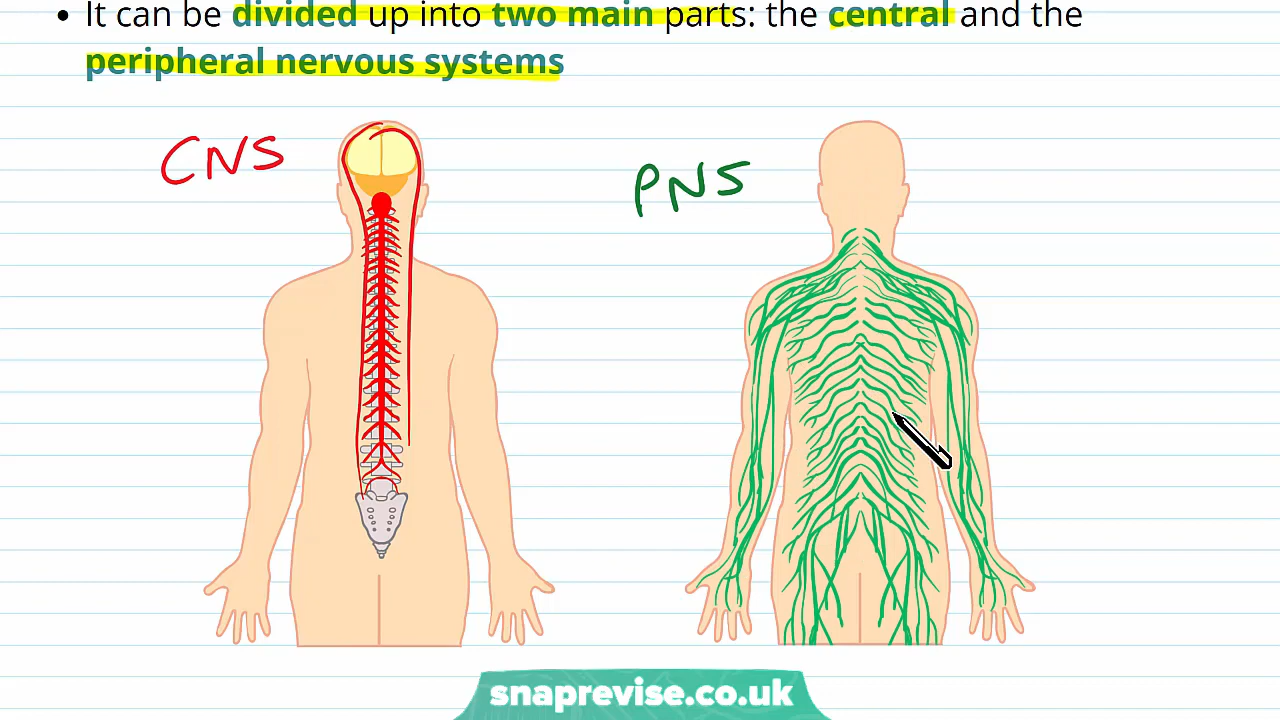 • It can be divided up into two main parts: the central and the
peripheral nervous systems
CNS
PNS
snaprevise.co.uk